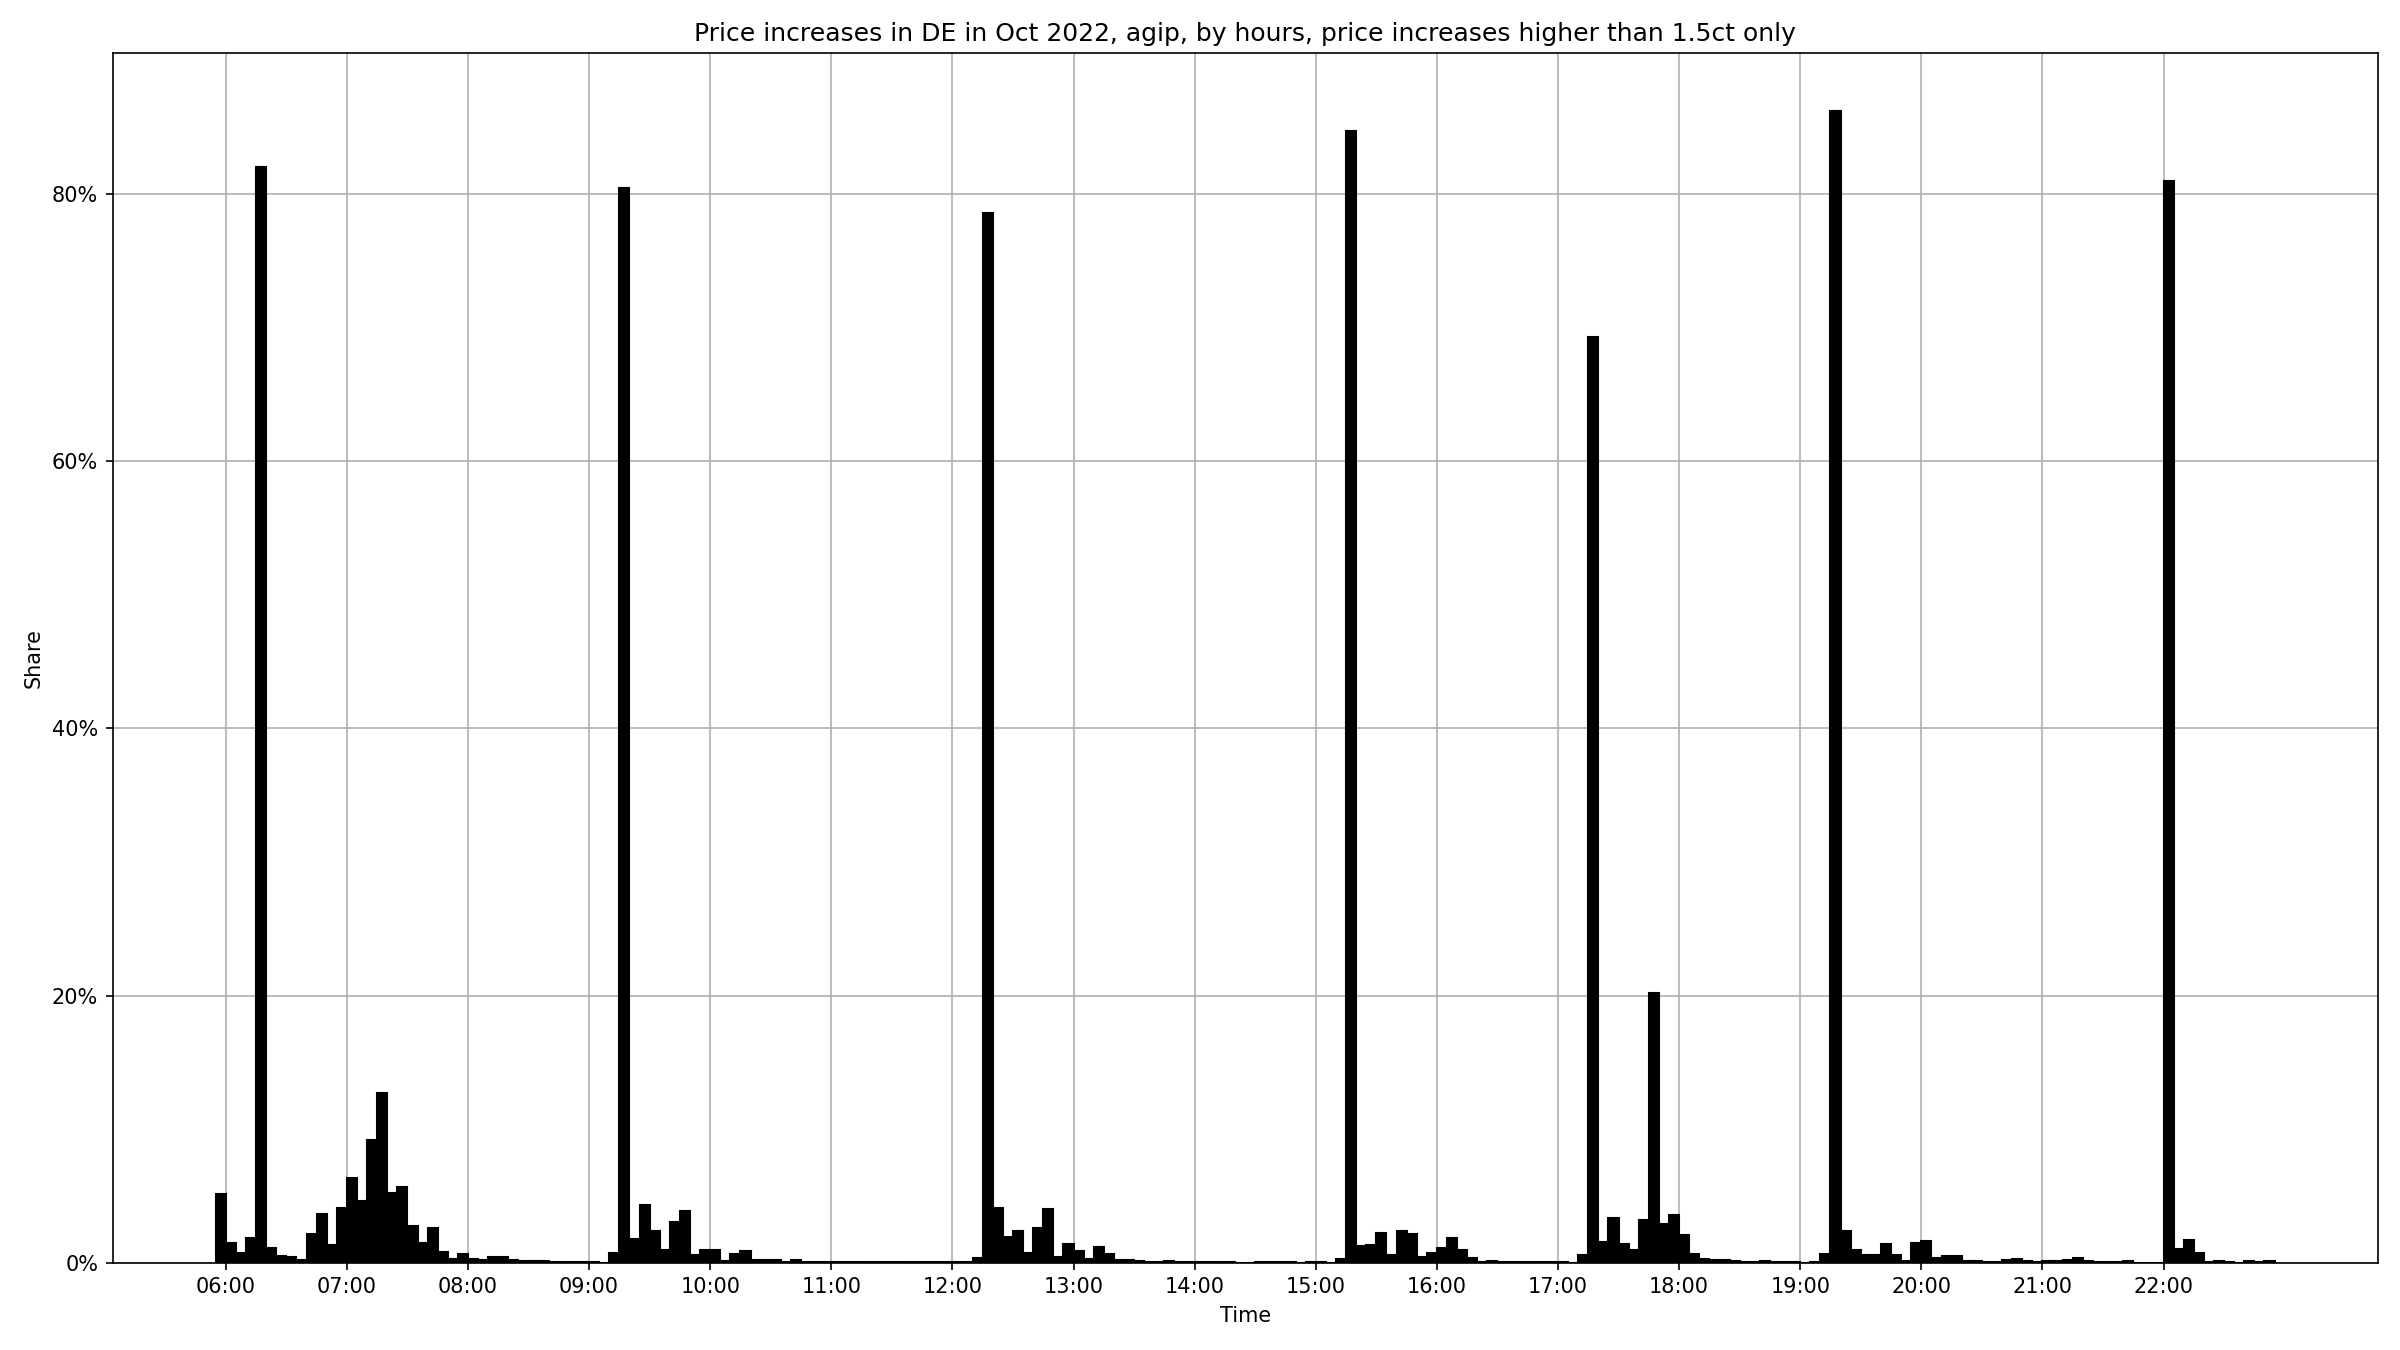 Price increases in DE in Oct 2022, agip, by hours, price increases higher than 1.5ct only
80%
60%
40%
20%
0%
Share
06:00 07:00 08:00 09:00 10:00 11:00 12:00 13:00 14:00 15:00 16:00 17:00 18:00 19:00 20:00 21:00 22:00
Time